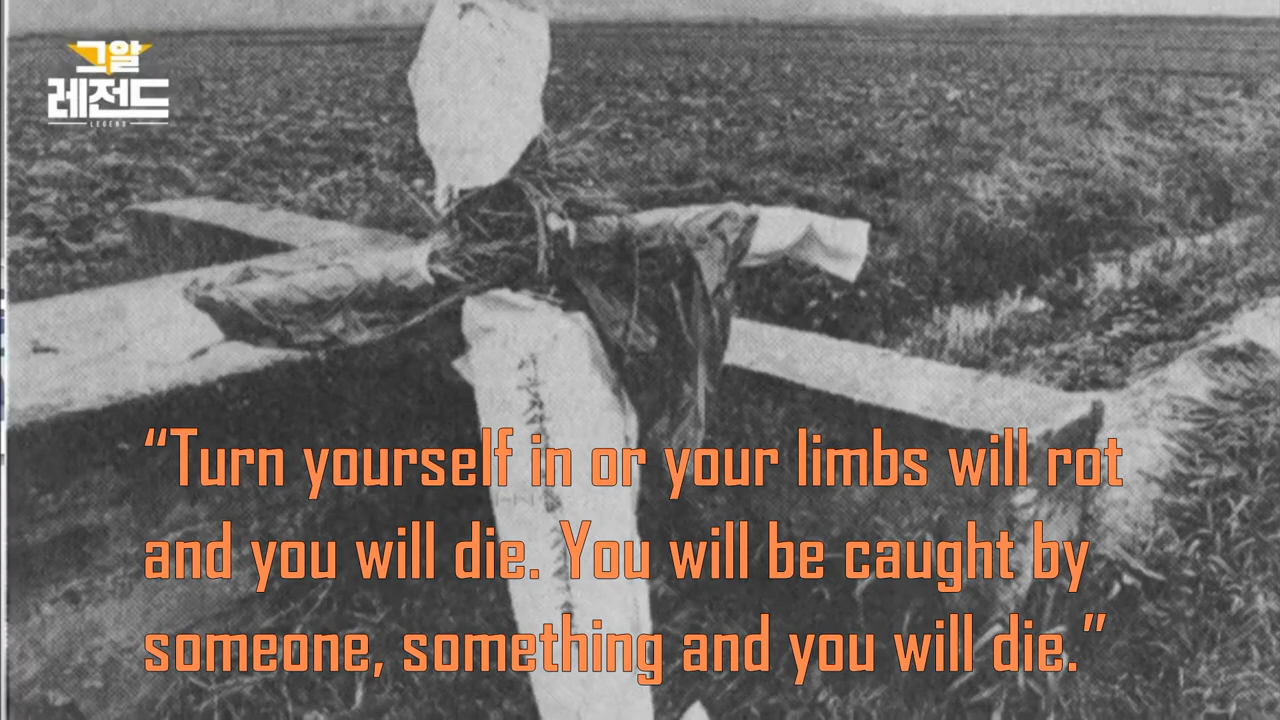 그알
레전드
LEGEND
“Turn yourself in or your limbs will rot
and you will die. You will be caught by
someone, something and you will die.”